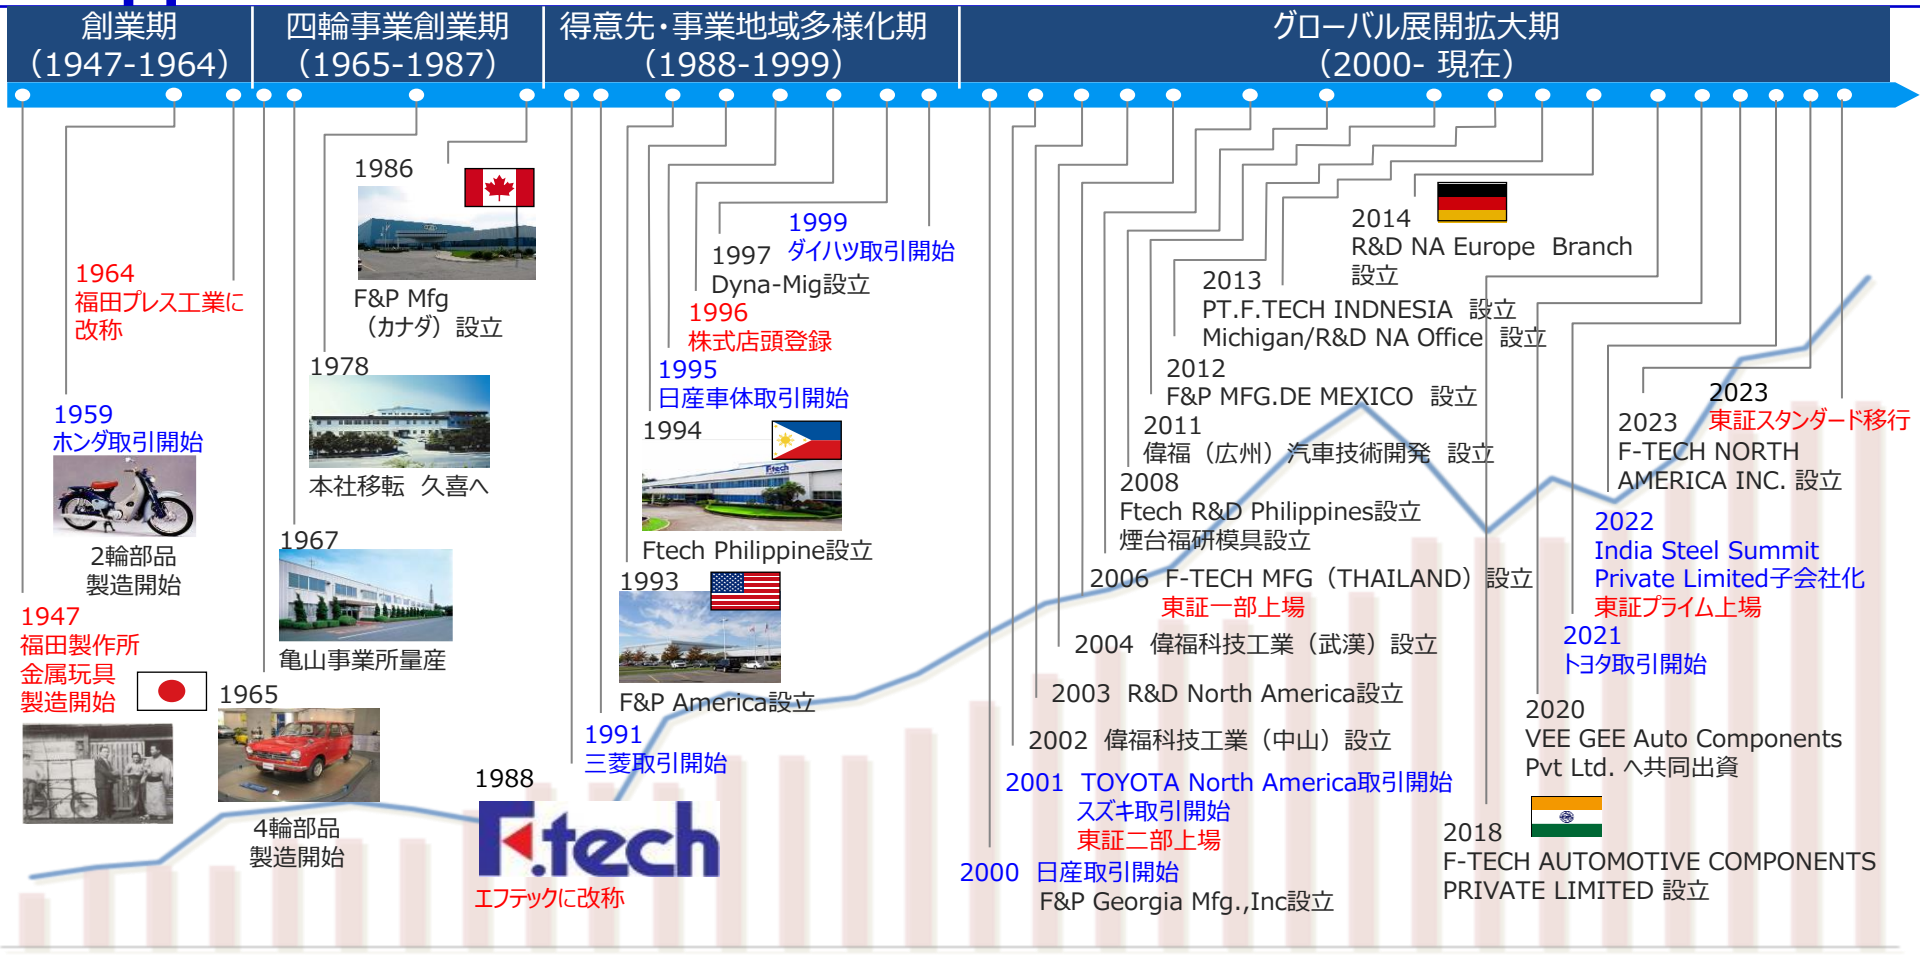 創業期
（1947-1964）
四輪事業創業期
（1965-1987）
得意先・事業地域多様化期
（1988-1999）
グローバル展開拡大期
（2000- 現在）
1947
福田製作所
金属玩具
製造開始
1959
ホンダ取引開始
2輪部品
製造開始
1964
福田プレス工業に
改称
1965
4輪部品
製造開始
1967
亀山事業所量産
1978
本社移転 久喜へ
1986
F&P Mfg
（カナダ）設立
1988
F.tech
エフテックに改称
1991
三菱取引開始
1993
F&P America設立
1994
Ftech
Ftech Philippine設立
1995
日産車体取引開始
1996
株式店頭登録
1997
Dyna-Mig設立
1999
ダイハツ取引開始
2000 日産取引開始
F&P Georgia Mfg.,Inc設立
2001 TOYOTA North America取引開始
スズキ取引開始
東証二部上場
2002 偉福科技工業（中山）設立
2003 R&D North America設立
2004 偉福科技工業（武漢）設立
2006 F-TECH MFG（THAILAND）設立
東証一部上場
2008
Ftech R&D Philippines設立
煙台福研模具設立
2011
偉福（広州）汽車技術開発 設立
2012
F&P MFG.DE MEXICO 設立
2013
PT.F.TECH INDNESIA 設立
Michigan/R&D NA Office 設立
2014
R&D NA Europe Branch
設立
2018
F-TECH AUTOMOTIVE COMPONENTS
PRIVATE LIMITED 設立
2020
VEE GEE Auto Components
Pvt Ltd. へ共同出資
2021
トヨタ取引開始
2022
India Steel Summit
Private Limited子会社化
東証プライム上場
2023
F-TECH NORTH
AMERICA INC. 設立
2023
東証スタンダード移行